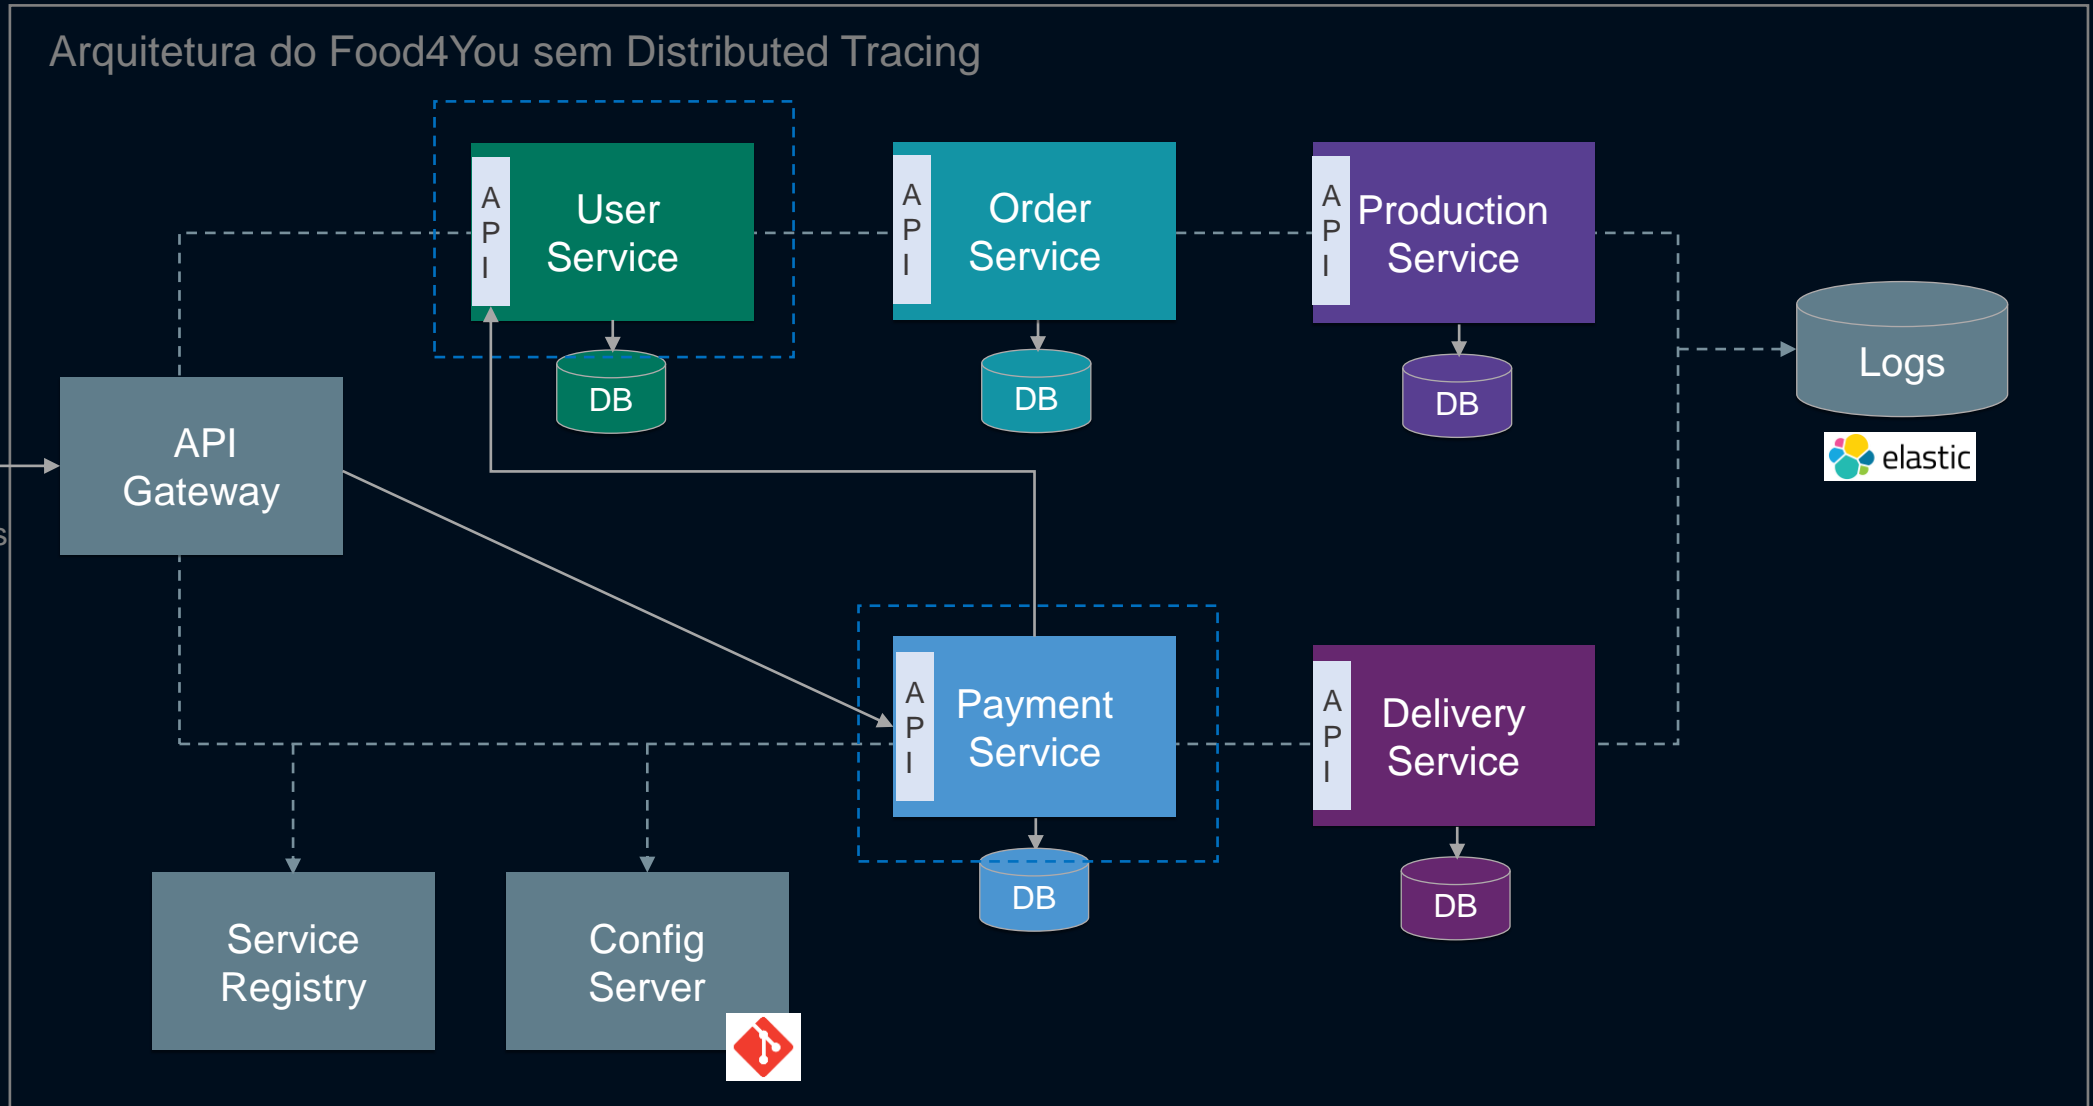 Arquitetura do Food4You sem Distributed Tracing
A
P
I
User
Service
DB
A
P
I
Order
Service
DB
A
P
I
Production
Service
DB
Logs
elastic
API
Gateway
s
A
P
I
Payment
Service
DB
A
P
I
Delivery
Service
DB
Service
Registry
Config
Server